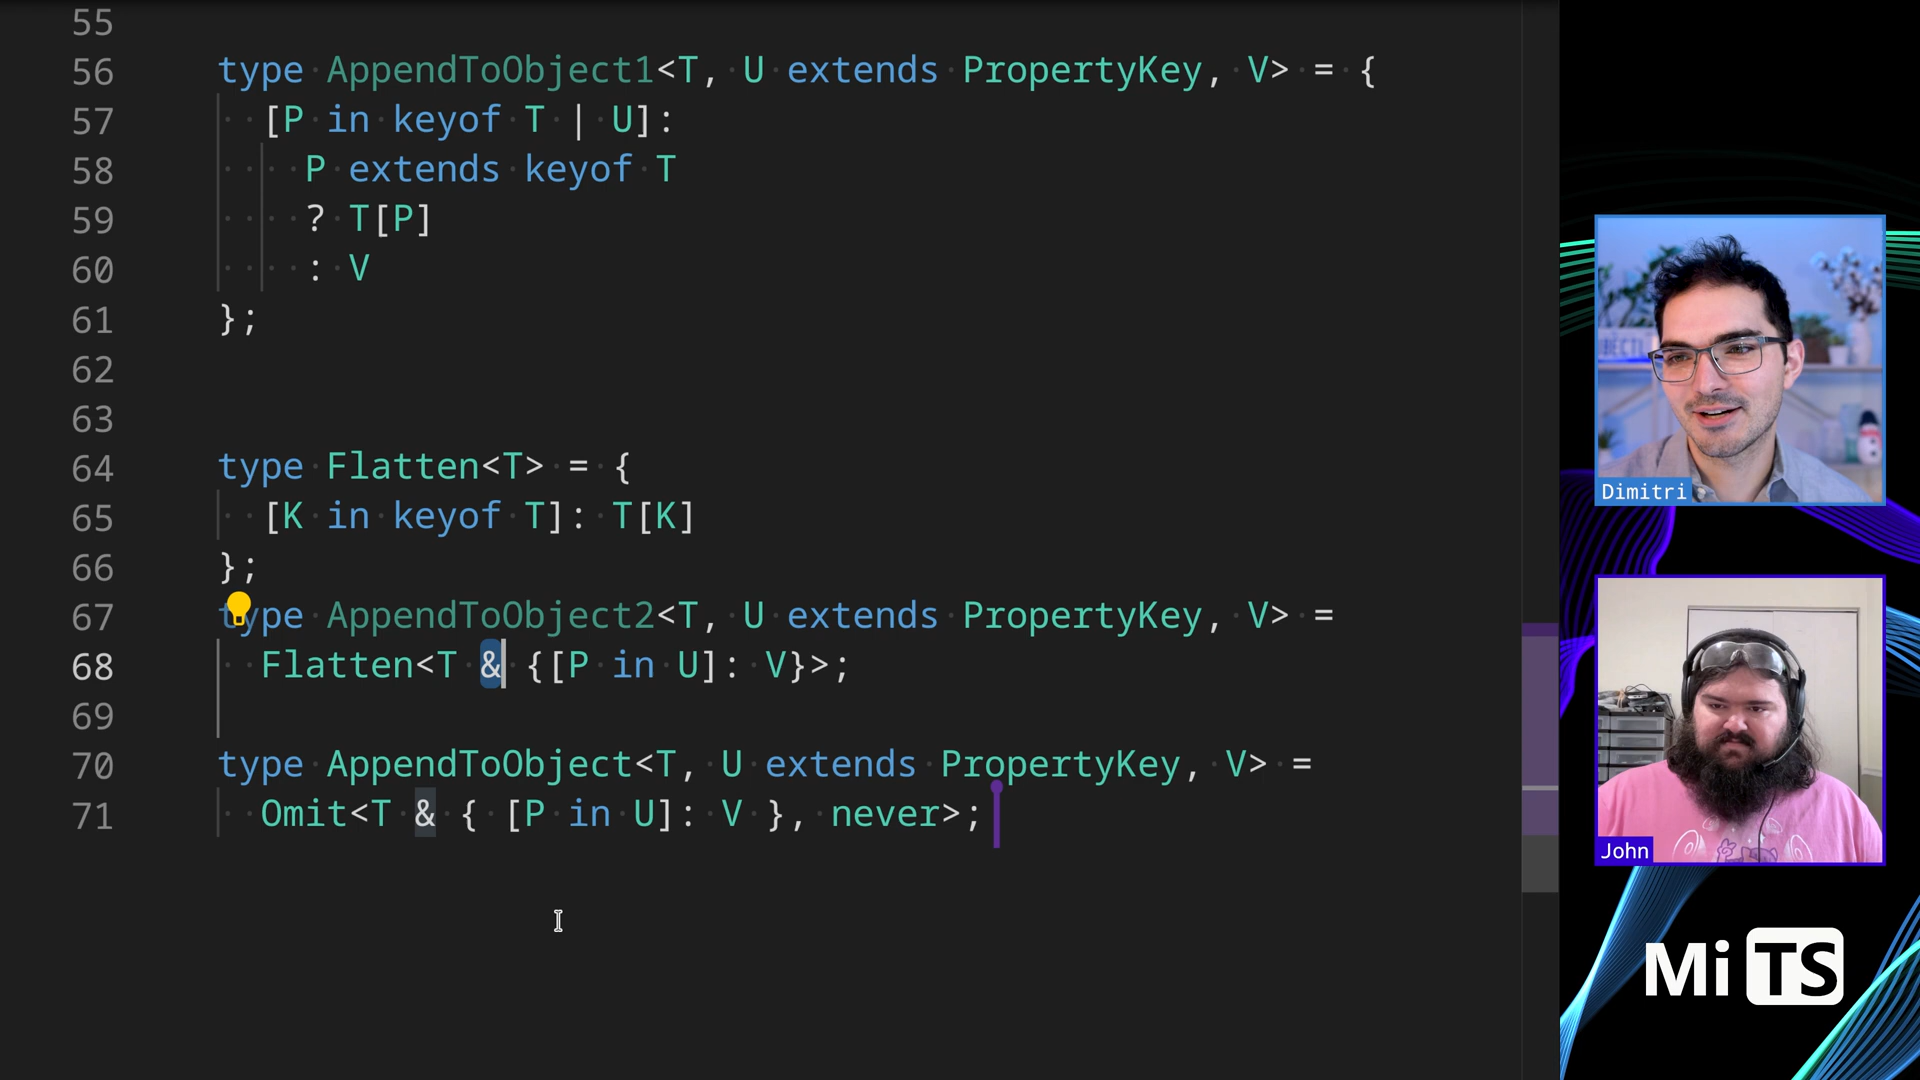 55
56 type AppendToObject1<T, U extends PropertyKey, V> = {
57 [P in keyof T | U]:
58 P extends keyof T
59 ? T[P]
60 : V
61 };
62
63
64 type Flatten<T> = {
65 [K in keyof T]: T[K]
66 };
67 type AppendToObject2<T, U extends PropertyKey, V> =
68 Flatten<T & {[P in U]: V}>;
69
70 type AppendToObject<T, U extends PropertyKey, V> =
71 Omit<T & { [P in U]: V }, never>;
Dimitri
John
Mi TS